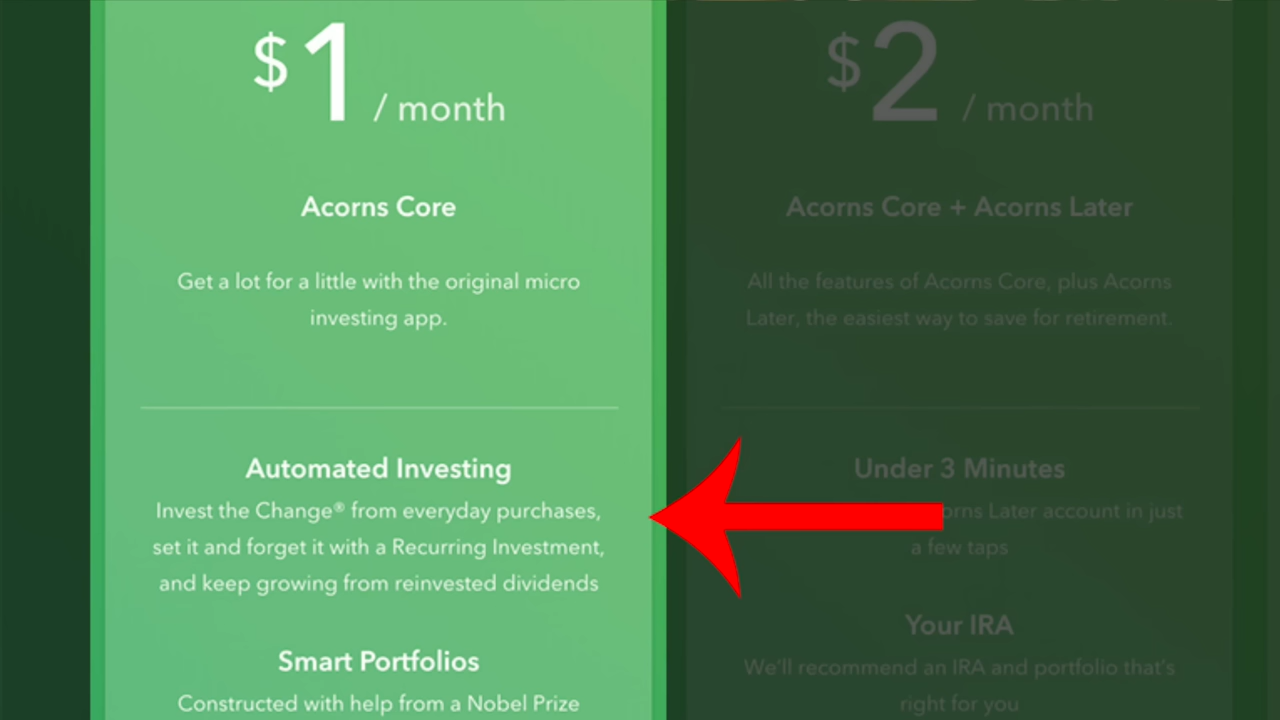 $1 / month
Acorns Core
Get a lot for a little with the original micro
investing app.
Automated Investing
Invest the Change® from everyday purchases,
set it and forget it with a Recurring Investment,
and keep growing from reinvested dividends
Smart Portfolios
Constructed with help from a Nobel Prize
$2 / month
Acorns Core + Acorns Later
All the features of Acorns Core, plus Acorns
Later, the easiest way to save for retirement.
Under 3 Minutes
Later account in just
a few taps
Your IRA
We'll recommend an IRA and portfolio that's
right for you